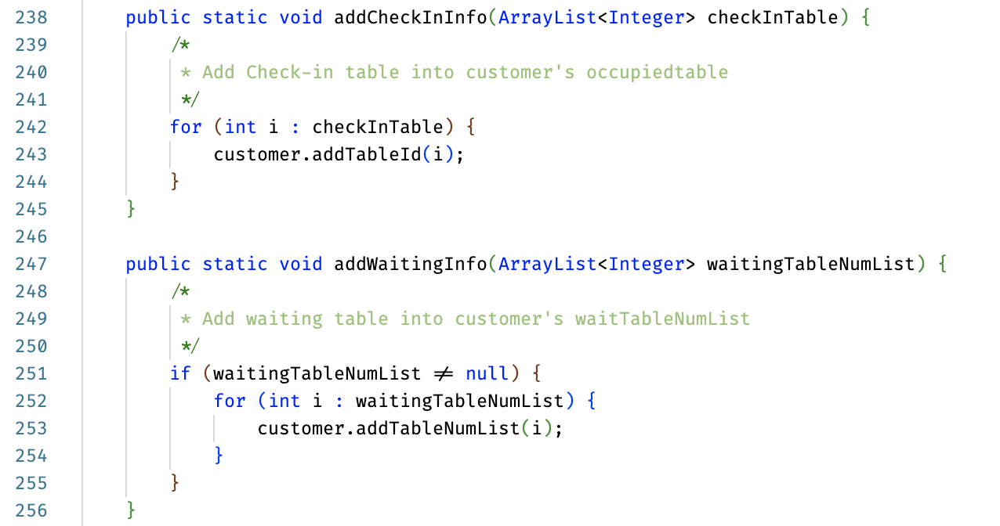 238 public static void addCheckInInfo(ArrayList<Integer> checkInTable) {
239 /*
240 * Add Check-in table into customer's occupiedtable
241 */
242 for (int i : checkInTable) {
243 customer.addTableId(i);
244 }
245 }
246
247 public static void addWaitingInfo(ArrayList<Integer> waitingTableNumList) {
248 /*
249 * Add waiting table into customer's waitTableNumList
250 */
251 if (waitingTableNumList ≠ null) {
252 for (int i : waitingTableNumList) {
253 customer.addTableNumList(i);
254 }
255 }
256 }